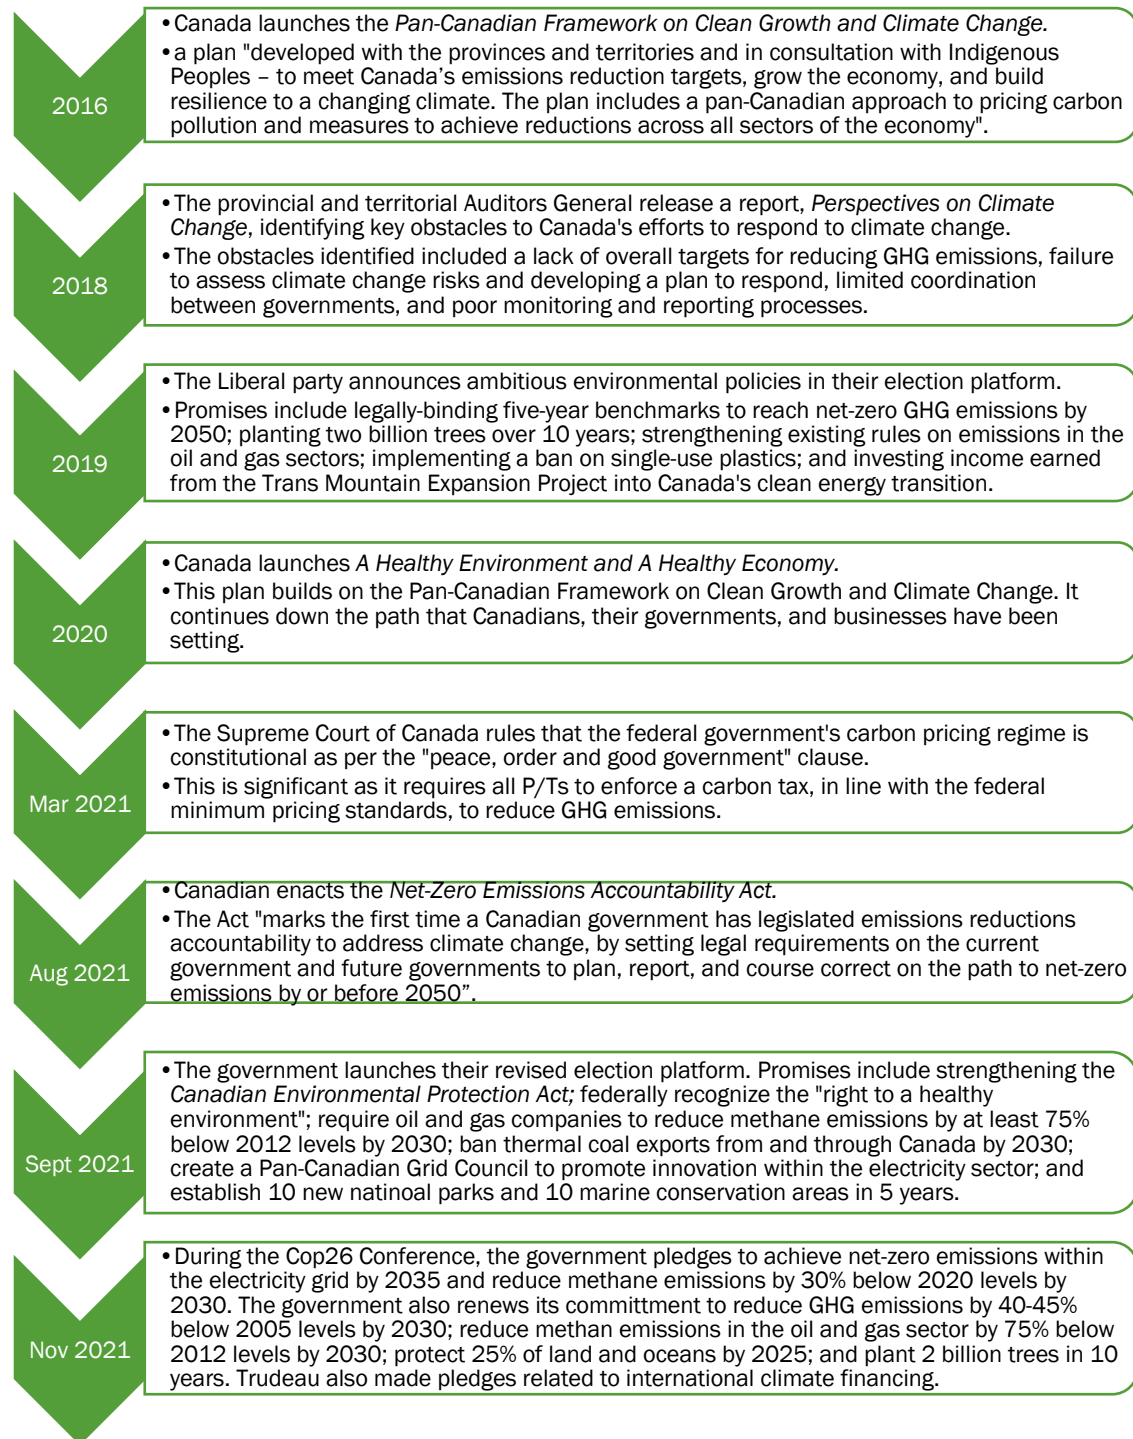 •Canada launches the Pan-Canadian Framework on Clean Growth and Climate Change.
•a plan "developed with the provinces and territories and in consultation with Indigenous
Peoples – to meet Canada's emissions reduction targets, grow the economy, and build
resilience to a changing climate. The plan includes a pan-Canadian approach to pricing carbon
pollution and measures to achieve reductions across all sectors of the economy".
2016
•The provincial and territorial Auditors General release a report, Perspectives on Climate
Change, identifying key obstacles to Canada's efforts to respond to climate change.
•The obstacles identified included a lack of overall targets for reducing GHG emissions, failure
to assess climate change risks and developing a plan to respond, limited coordination
between governments, and poor monitoring and reporting processes.
2018
•The Liberal party announces ambitious environmental policies in their election platform.
•Promises include legally-binding five-year benchmarks to reach net-zero GHG emissions by
2050; planting two billion trees over 10 years; strengthening existing rules on emissions in the
oil and gas sectors; implementing a ban on single-use plastics; and investing income earned
from the Trans Mountain Expansion Project into Canada's clean energy transition.
2019
•Canada launches A Healthy Environment and A Healthy Economy.
•This plan builds on the Pan-Canadian Framework on Clean Growth and Climate Change. It
continues down the path that Canadians, their governments, and businesses have been
setting.
2020
•The Supreme Court of Canada rules that the federal government's carbon pricing regime is
constitutional as per the "peace, order and good government" clause.
•This is significant as it requires all P/Ts to enforce a carbon tax, in line with the federal
minimum pricing standards, to reduce GHG emissions.
Mar 2021
•Canadian enacts the Net-Zero Emissions Accountability Act.
•The Act "marks the first time a Canadian government has legislated emissions reductions
accountability to address climate change, by setting legal requirements on the current
government and future governments to plan, report, and course correct on the path to net-zero
emissions by or before 2050”.
Aug 2021
•The government launches their revised election platform. Promises include strengthening the
Canadian Environmental Protection Act; federally recognize the "right to a healthy
environment"; require oil and gas companies to reduce methane emissions by at least 75%
below 2012 levels by 2030; ban thermal coal exports from and through Canada by 2030;
create a Pan-Canadian Grid Council to promote innovation within the electricity sector; and
establish 10 new natinoal parks and 10 marine conservation areas in 5 years.
Sept 2021
•During the Cop26 Conference, the government pledges to achieve net-zero emissions within
the electricity grid by 2035 and reduce methane emissions by 30% below 2020 levels by
2030. The government also renews its committment to reduce GHG emissions by 40-45%
below 2005 levels by 2030; reduce methan emissions in the oil and gas sector by 75% below
2012 levels by 2030; protect 25% of land and oceans by 2025; and plant 2 billion trees in 10
years. Trudeau also made pledges related to international climate financing.
Nov 2021